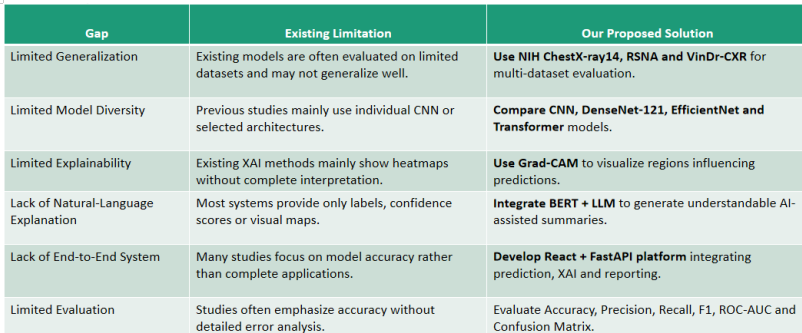 Gap
Existing Limitation
Our Proposed Solution
Limited Generalization
Existing models are often evaluated on limited
datasets and may not generalize well.
Use NIH ChestX-ray14, RSNA and VinDr-CXR for
multi-dataset evaluation.
Limited Model Diversity
Previous studies mainly use individual CNN or
selected architectures.
Compare CNN, DenseNet-121, EfficientNet and
Transformer models.
Limited Explainability
Existing XAI methods mainly show heatmaps
without complete interpretation.
Use Grad-CAM to visualize regions influencing
predictions.
Lack of Natural-Language
Explanation
Most systems provide only labels, confidence
scores or visual maps.
Integrate BERT + LLM to generate understandable AI-
assisted summaries.
Lack of End-to-End System
Many studies focus on model accuracy rather
than complete applications.
Develop React + FastAPI platform integrating
prediction, XAI and reporting.
Limited Evaluation
Studies often emphasize accuracy without
detailed error analysis.
Evaluate Accuracy, Precision, Recall, F1, ROC-AUC and
Confusion Matrix.